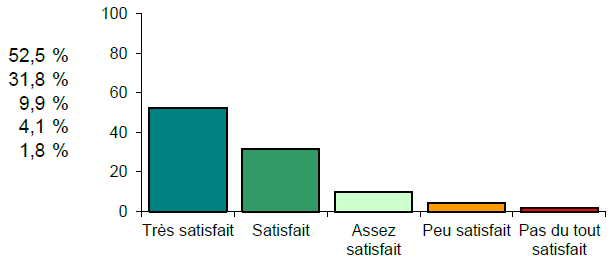 52,5 %
31,8 %
9,9 %
4,1 %
1,8 %
100
80
60
40
20
0
Très satisfait
Satisfait
Assez
satisfait
Peu satisfait
Pas du tout
satisfait